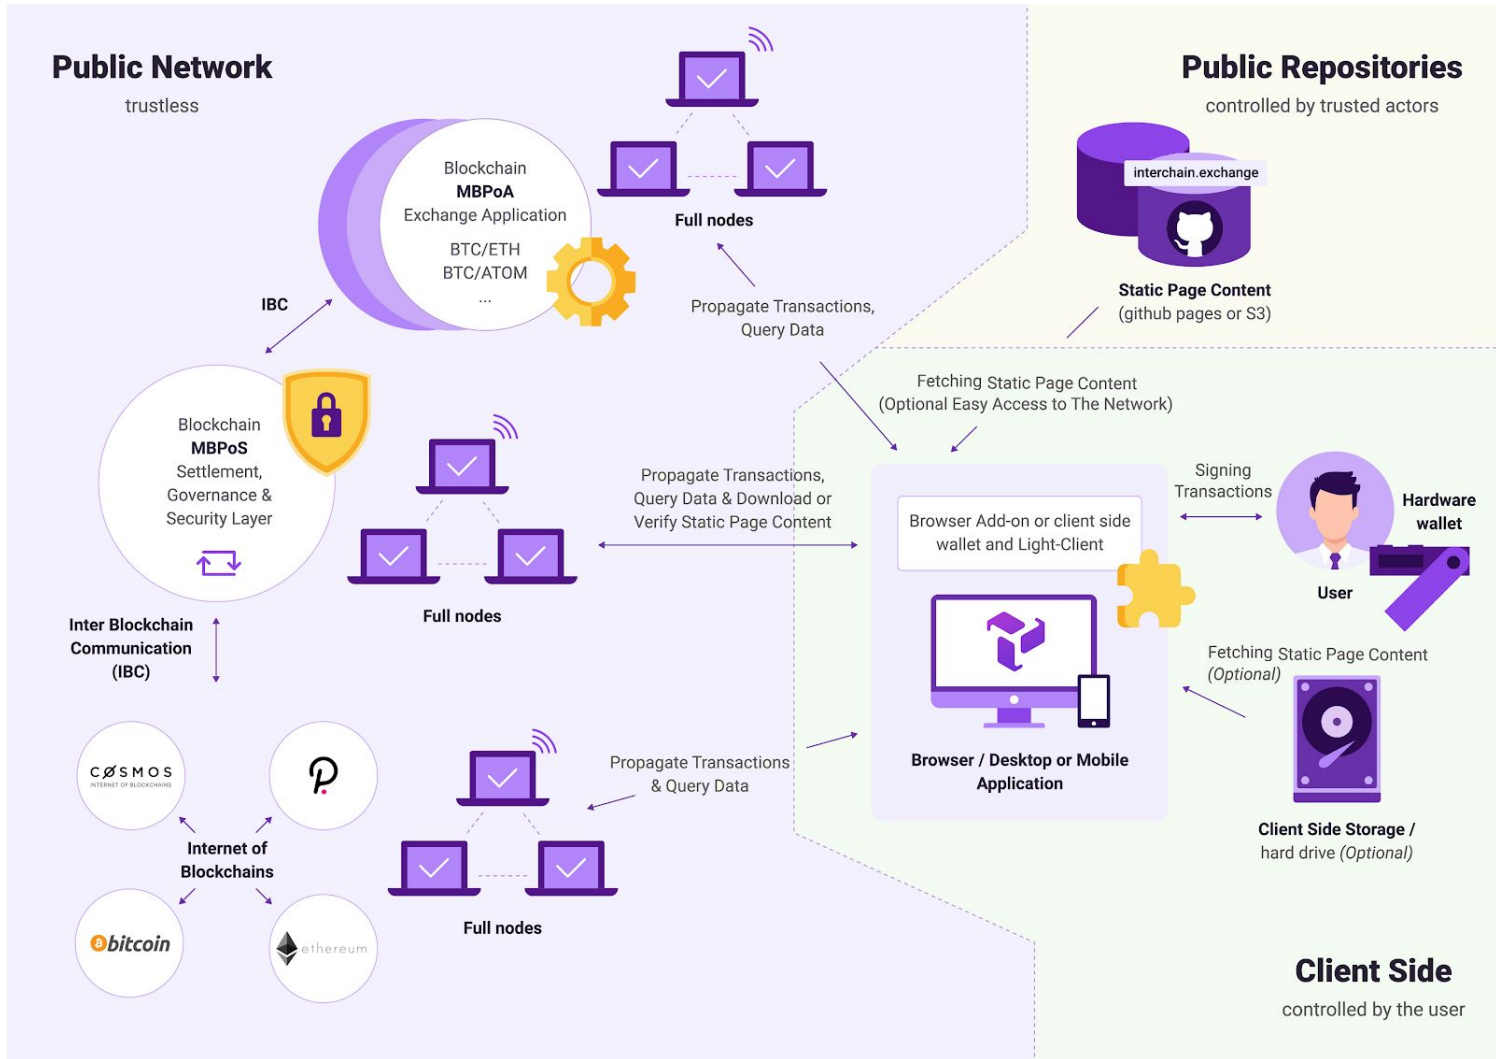 Public Network
trustless
Blockchain
MBPoA
Exchange Application
BTC/ETH
BTC/ATOM
...
Full nodes
IBC
Propagate Transactions,
Query Data
Blockchain
MBPoS
Settlement,
Governance &
Security Layer
Full nodes
Propagate Transactions,
Query Data & Download or
Verify Static Page Content
Inter Blockchain
Communication
(IBC)
COSMOS
INTERNET OF BLOCKCHAINS
Internet of
Blockchains
bitcoin
ethereum
Full nodes
Propagate Transactions
& Query Data
Public Repositories
controlled by trusted actors
interchain.exchange
Static Page Content
(github pages or S3)
Fetching Static Page Content
(Optional Easy Access to The Network)
Browser Add-on or client side
wallet and Light-Client
Browser / Desktop or Mobile
Application
Signing
Transactions
User
Hardware
wallet
Fetching Static Page Content
(Optional)
Client Side Storage /
hard drive (Optional)
Client Side
controlled by the user